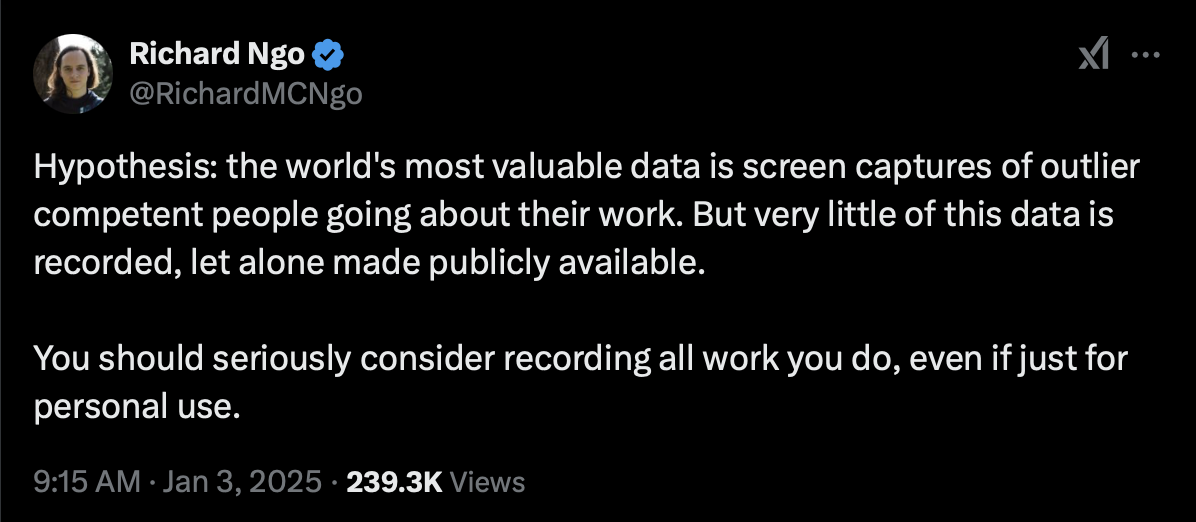 Richard Ngo
@RichardMCNgo
Hypothesis: the world's most valuable data is screen captures of outlier
competent people going about their work. But very little of this data is
recorded, let alone made publicly available.
You should seriously consider recording all work you do, even if just for
personal use.
9:15 AM · Jan 3, 2025 · 239.3K Views